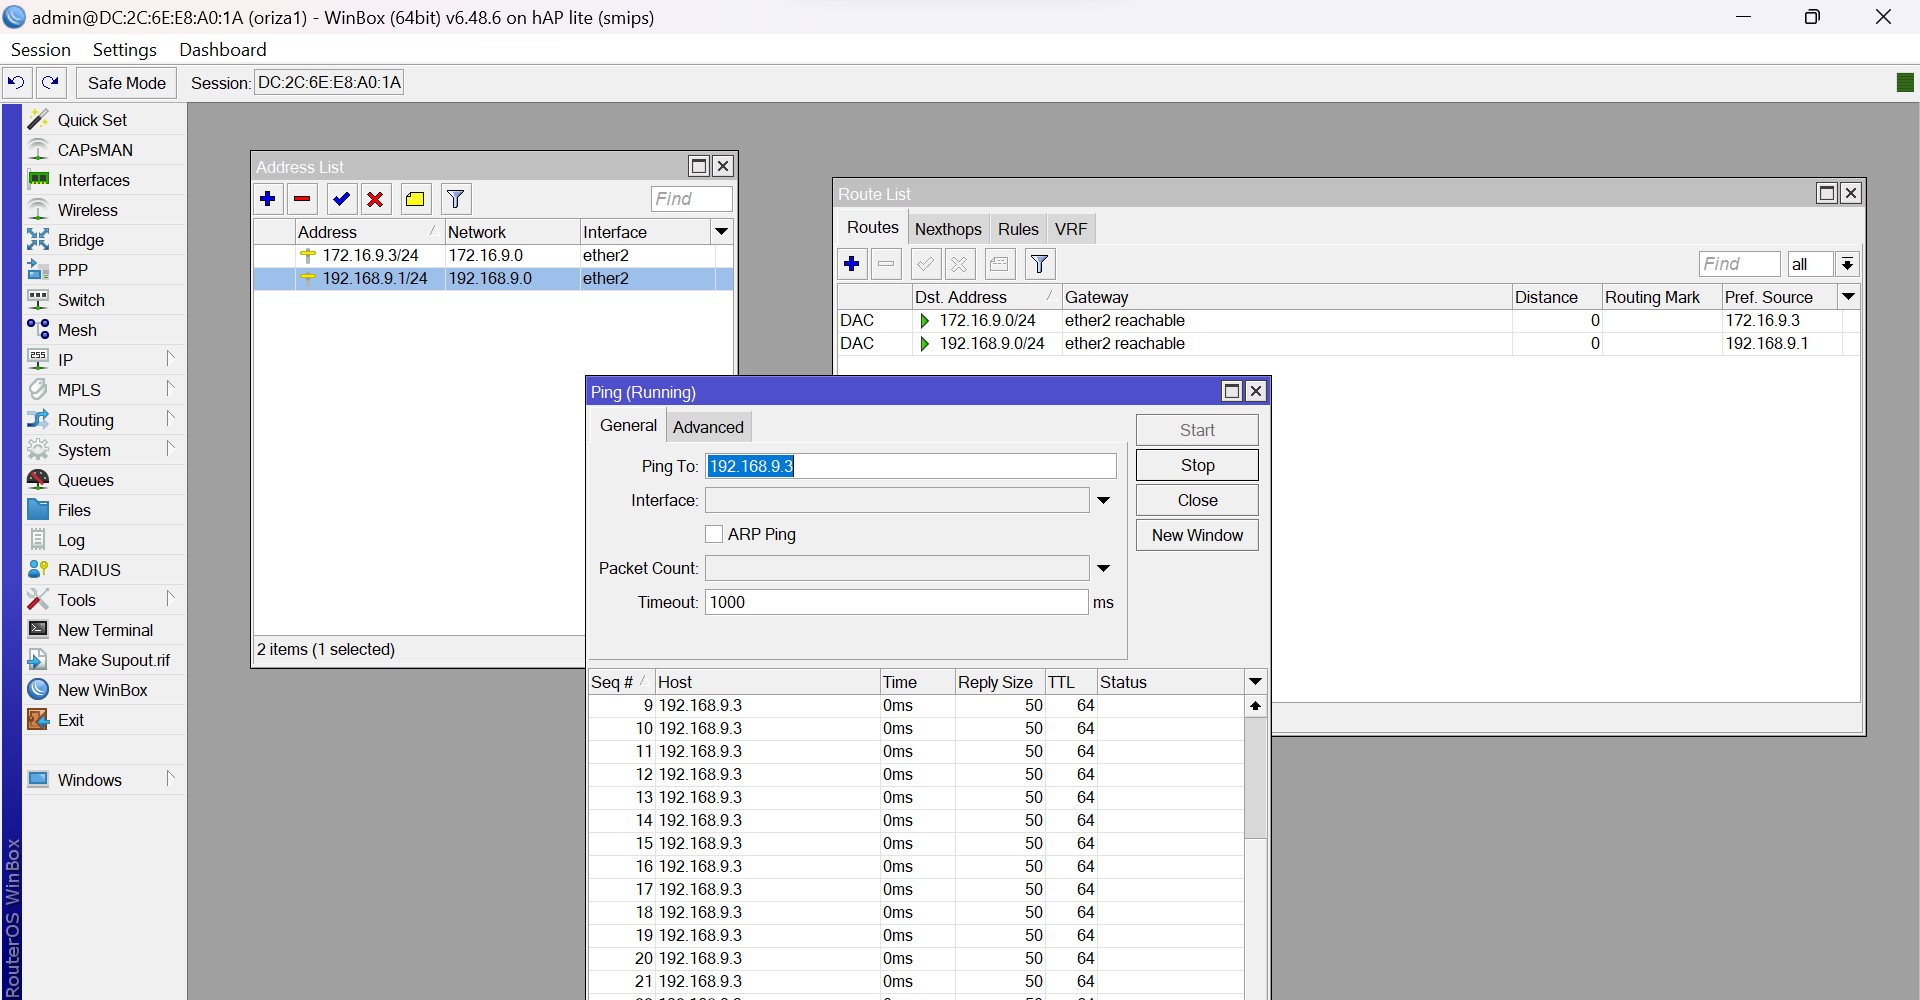 admin@DC:2C:6E:E8:A0:1A (oriza1) - WinBox (64bit) v6.48.6 on hAP lite (smips)
Session Settings Dashboard
Safe Mode Session: DC:2C:6E:E8:A0:1A
Quick Set
CAPsMAN
Interfaces
Wireless
Bridge
PPP
Switch
Mesh
IP
MPLS
Routing
System
Queues
Files
Log
RADIUS
Tools
New Terminal
Make Supout.rif
New WinBox
Exit
Windows
RouterOS WinBox
Address List
Find
Address Network Interface
172.16.9.3/24 172.16.9.0 ether2
192.168.9.1/24 192.168.9.0 ether2
2 items (1 selected)
Route List
Routes Nexthops Rules VRF
Find all
Dst. Address Gateway Distance Routing Mark Pref. Source
DAC 172.16.9.0/24 ether2 reachable 0 172.16.9.3
DAC 192.168.9.0/24 ether2 reachable 0 192.168.9.1
Ping (Running)
General Advanced
Ping To: 192.168.9.3
Interface:
ARP Ping
Packet Count:
Timeout: 1000 ms
Start
Stop
Close
New Window
Seq # Host Time Reply Size TTL Status
9 192.168.9.3 0ms 50 64
10 192.168.9.3 0ms 50 64
11 192.168.9.3 0ms 50 64
12 192.168.9.3 0ms 50 64
13 192.168.9.3 0ms 50 64
14 192.168.9.3 0ms 50 64
15 192.168.9.3 0ms 50 64
16 192.168.9.3 0ms 50 64
17 192.168.9.3 0ms 50 64
18 192.168.9.3 0ms 50 64
19 192.168.9.3 0ms 50 64
20 192.168.9.3 0ms 50 64
21 192.168.9.3 0ms 50 64